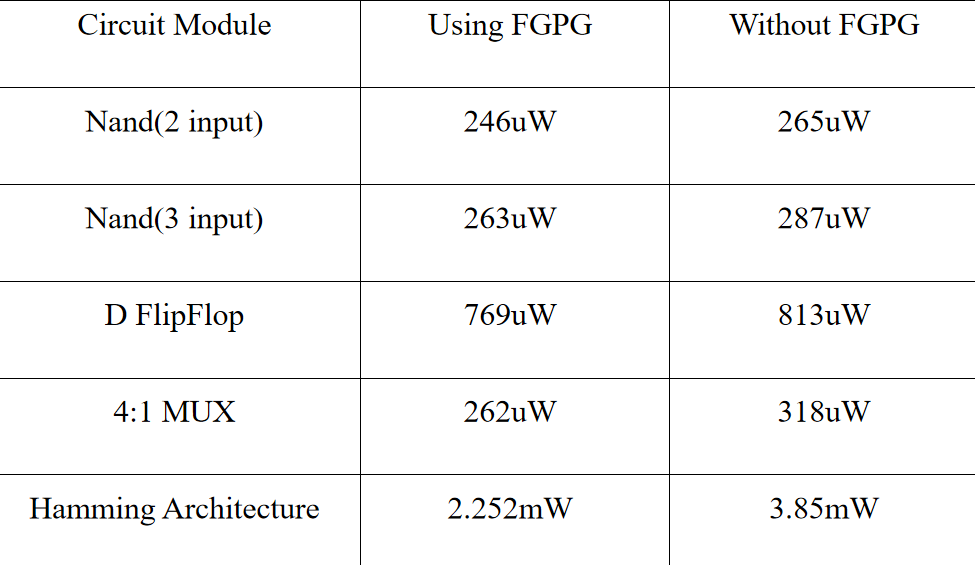 Circuit Module Using FGPG Without FGPG
Nand(2 input) 246uW 265uW
Nand(3 input) 263uW 287uW
D FlipFlop 769uW 813uW
4:1 MUX 262uW 318uW
Hamming Architecture 2.252mW 3.85mW